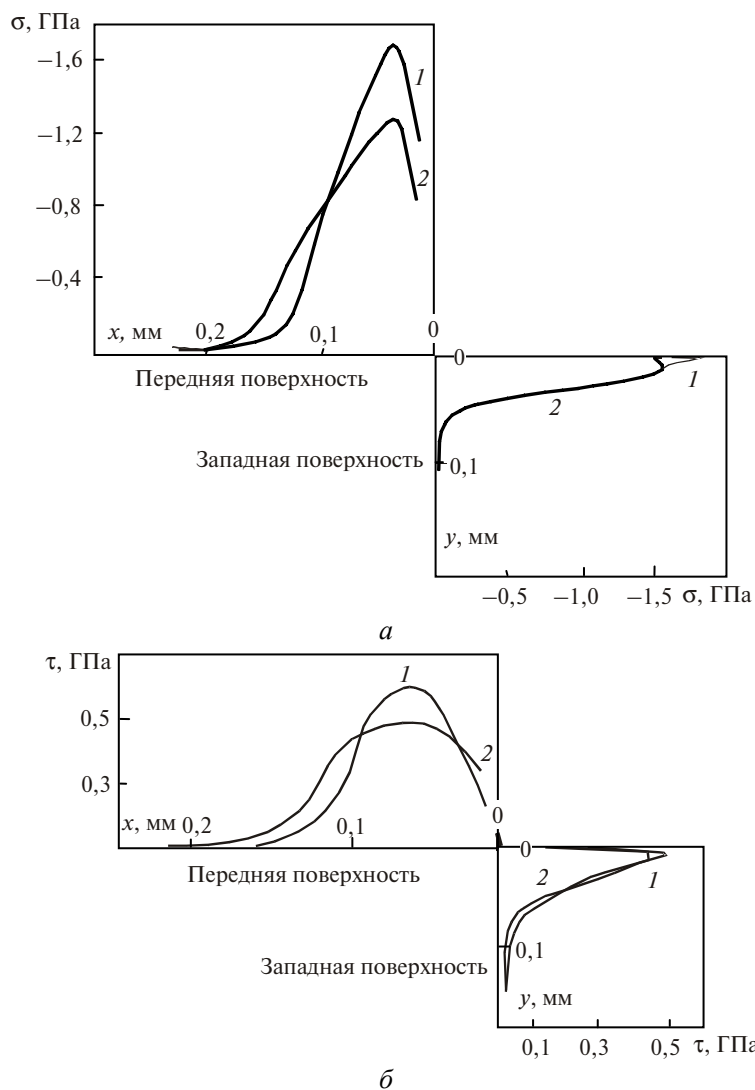 σ, ГПа
–1,6
1
–1,2
2
–0,8
–0,4
x, мм 0,2 0,1 0
0
Передняя поверхность
1
2
Западная поверхность
0,1
y, мм
–0,5 –1,0 –1,5 σ, ГПа
а
τ, ГПа
1
0,5
2
0,3
0
x, мм 0,2 0,1
0
Передняя поверхность
2 1
0,1
Западная поверхность
y, мм
0,1 0,3 0,5 τ, ГПа
б